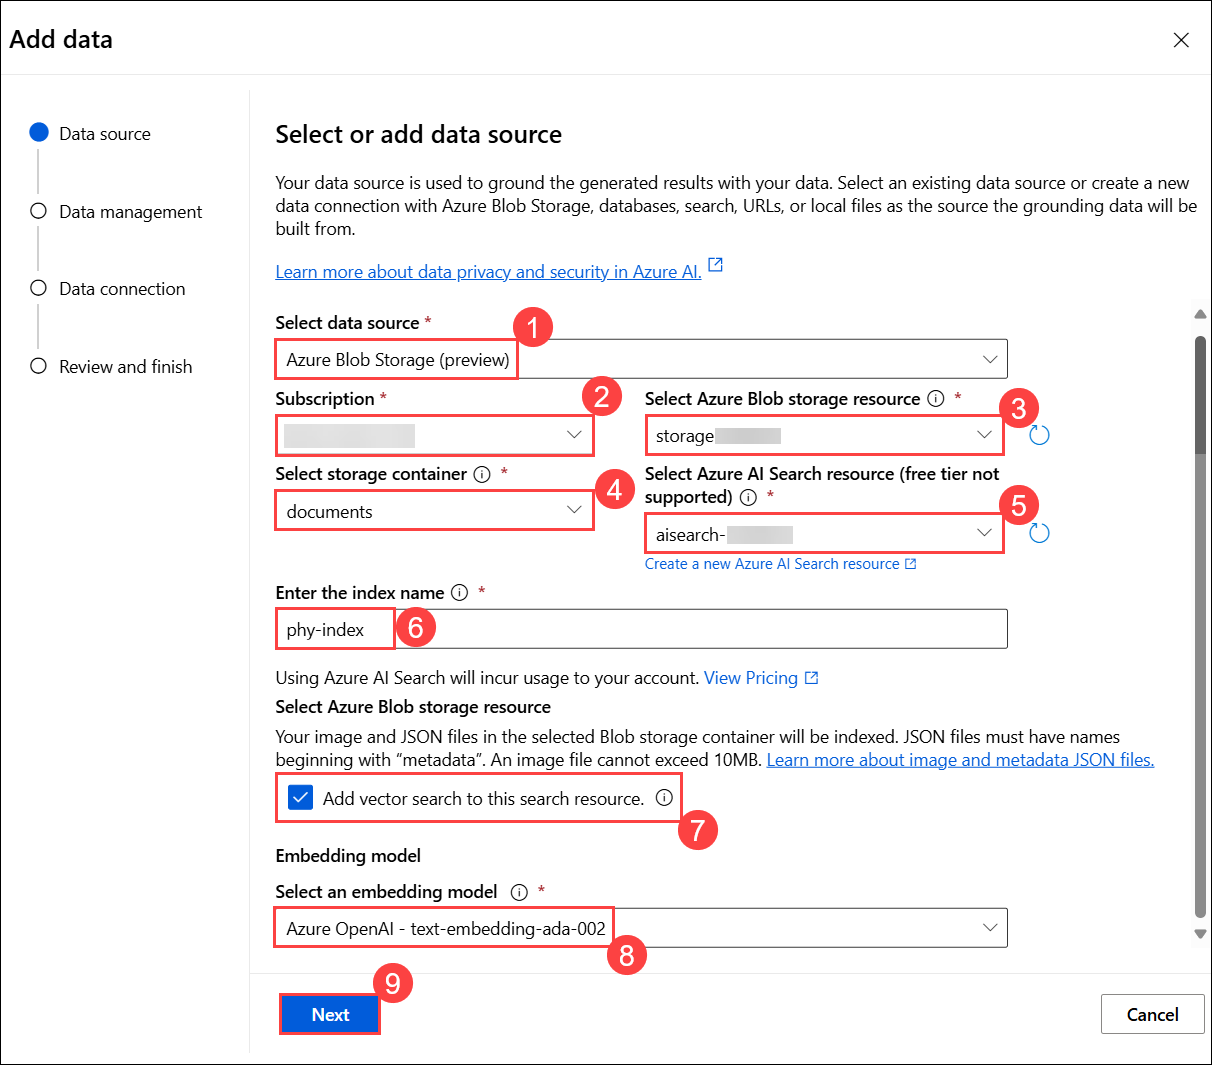 Add data
Data source
Data management
Data connection
Review and finish
Select or add data source
Your data source is used to ground the generated results with your data. Select an existing data source or create a new
data connection with Azure Blob Storage, databases, search, URLs, or local files as the source the grounding data will be
built from.
Learn more about data privacy and security in Azure AI.
Select data source *
1
Azure Blob Storage (preview)
Subscription *
2
Select Azure Blob storage resource *
3
storage
Select storage container *
4
documents
Select Azure AI Search resource (free tier not
supported) *
5
aisearch-
Create a new Azure AI Search resource
Enter the index name *
phy-index
6
Using Azure AI Search will incur usage to your account. View Pricing
Select Azure Blob storage resource
Your image and JSON files in the selected Blob storage container will be indexed. JSON files must have names
beginning with “metadata”. An image file cannot exceed 10MB. Learn more about image and metadata JSON files.
Add vector search to this search resource.
7
Embedding model
Select an embedding model *
Azure OpenAI - text-embedding-ada-002
8
9
Next
Cancel